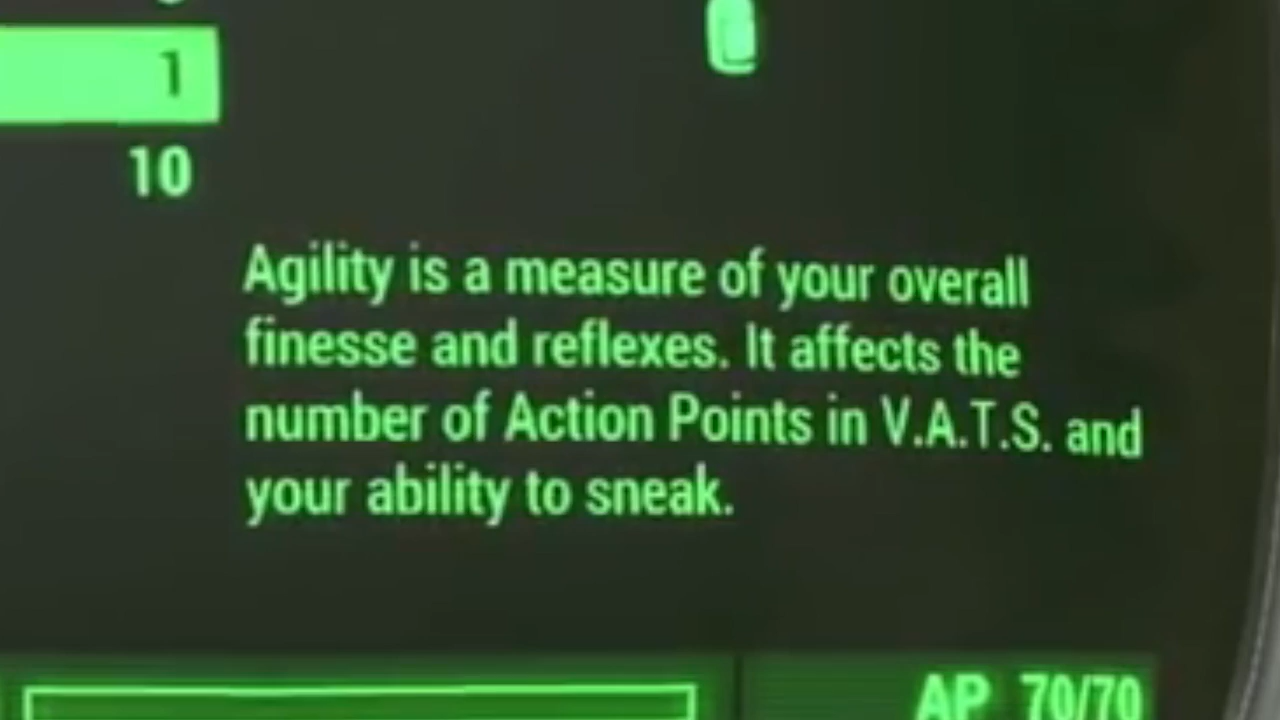 1
10
Agility is a measure of your overall
finesse and reflexes. It affects the
number of Action Points in V.A.T.S. and
your ability to sneak.
AP 70/70